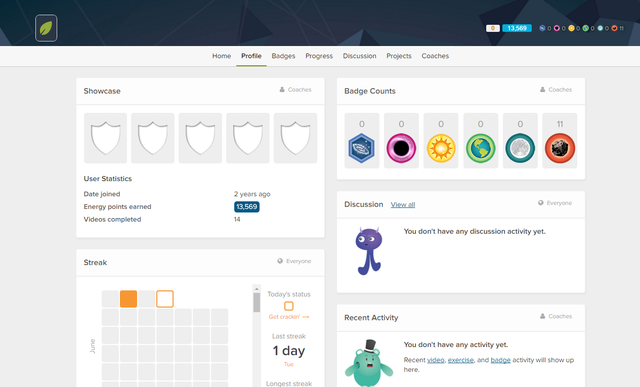 0 13,569 0 0 0 0 0 11
Home Profile Badges Progress Discussion Projects Coaches
Showcase Coaches
User Statistics
Date joined 2 years ago
Energy points earned 13,569
Videos completed 14
Streak Everyone
June
Today's status
Get crackin' →
Last streak
1 day
Tue
Longest streak
Badge Counts Coaches
0 0 0 0 0 11
Discussion View all Everyone
You don't have any discussion activity yet.
Recent Activity Coaches
You don't have any activity yet.
Recent video, exercise, and badge activity will show up
here.